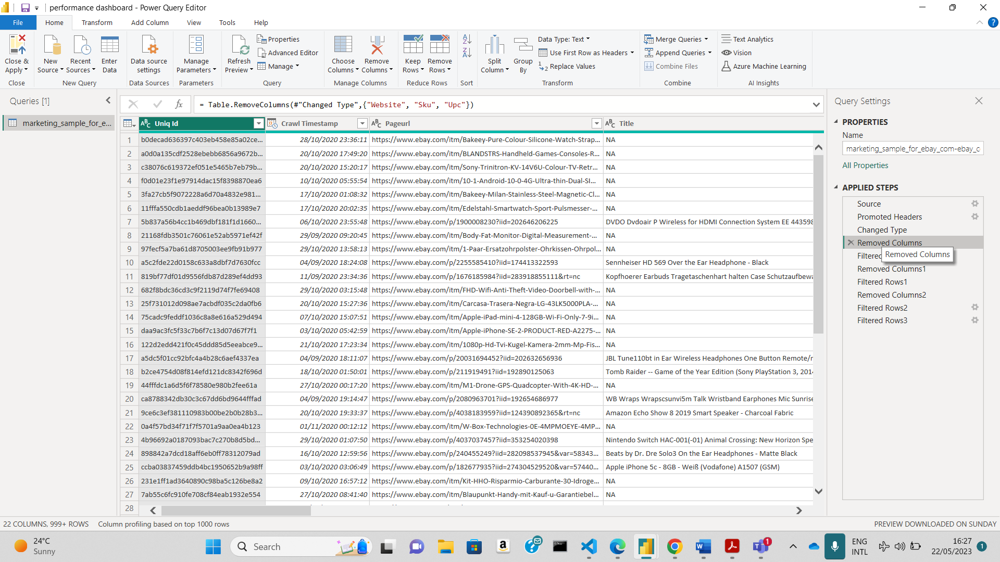 performance dashboard - Power Query Editor
File Home Transform Add Column View Tools Help
Close & Apply
New Source
Recent Sources
Enter Data
Data source settings
Manage Parameters
Refresh Preview
Properties
Advanced Editor
Manage
Choose Columns
Remove Columns
Keep Rows
Remove Rows
Split Column
Group By
Data Type: Text
Use First Row as Headers
Replace Values
Merge Queries
Append Queries
Combine Files
Text Analytics
Vision
Azure Machine Learning
Close New Query Data Sources Parameters Query Manage Columns Reduce Rows Sort Transform Combine AI Insights
Queries [1]
marketing_sample_for_e...
= Table.RemoveColumns(#"Changed Type",{"Website", "Sku", "Upc"})
Uniq Id Crawl Timestamp Pageurl Title
1 b0decad636397c403eb458e85a02ce... 28/10/2020 23:36:11 https://www.ebay.com/itm/Bakeey-Pure-Colour-Silicone-Watch-Strap... NA
2 a0d0a135cdf2528ebebb6856a9672b... 20/10/2020 17:49:20 https://www.ebay.com/itm/BLANDSTRS-Handheld-Games-Consoles-R... NA
3 c38076c619372ef051e5465b7eb79b... 20/10/2020 15:20:17 https://www.ebay.com/itm/Sony-Trinitron-KV-14V6U-Colour-TV-Retr... NA
4 f0d01e23f1e97914dac15f8398870ea6 10/10/2020 05:55:54 https://www.ebay.com/itm/10-1-Android-10-0-4G-Ultra-thin-Dual-SI... NA
5 3fa27cb5f9072228a6d70a4832e981... 17/10/2020 01:08:32 https://www.ebay.com/itm/Bakeey-Milan-Stainless-Steel-Magnetic-Cl... NA
6 11fffa550cdb1aeddf96bea0b13989e7 17/10/2020 20:02:35 https://www.ebay.com/itm/Edelstahl-Smartwatch-Sport-Pulsmesser-... NA
7 5b837a56b4cc1b469dbf181f1d1660... 06/10/2020 23:55:48 https://www.ebay.com/p/1900008230?iid=202646206225 DVDO Dvdoair P Wireless for HDMI Connection System EE 443598
8 21168fdb3501c76061e52ab5971ef42f 29/09/2020 09:20:45 https://www.ebay.com/itm/Body-Fat-Monitor-Digital-Measurement-... NA
9 97fecf5a7ba61d8705003ee9fb91b977 29/10/2020 13:58:13 https://www.ebay.com/itm/1-Paar-Ersatzohrpolster-Ohrkissen-Ohrpol... NA
10 a5c2fde22d0158c633a8dbf7d7630fcc 04/09/2020 18:24:08 https://www.ebay.com/p/2255585410?iid=174413322593 Sennheiser HD 569 Over the Ear Headphone - Black
11 819bf77df01d9556fdb87d289ef4dd93 11/09/2020 23:34:36 https://www.ebay.com/p/1676185984?iid=283918855111&rt=nc Kopfhoerer Earbuds Tragetaschenhart halten Case Schutzaufbewa
12 682f8bdc36cd3c9f2119d74f7fe69408 29/10/2020 03:15:48 https://www.ebay.com/itm/FHD-Wifi-Anti-Theft-Video-Doorbell-with-... NA
13 25f731012d098ae7acbdf035c2da0fb6 20/10/2020 15:27:36 https://www.ebay.com/itm/Carcasa-Trasera-Negra-LG-43LK5000PLA-... NA
14 75cadc9feddf1036c8a8e616a529d494 07/10/2020 15:07:51 https://www.ebay.com/itm/Apple-iPad-mini-4-128GB-Wi-Fi-Only-7-9i... NA
15 daa9ac3fc5f33c7b6f7c13d07d67f7f1 03/10/2020 05:42:59 https://www.ebay.com/itm/Apple-iPhone-SE-2-PRODUCT-RED-A2275-... NA
16 122d2edd421f0c45ddd85d5eeabce9... 21/10/2020 17:23:34 https://www.ebay.com/itm/1080p-Hd-Tvi-Kugel-Kamera-2mm-Mp-Fis... NA
17 a5dc5f01cc92bfc4a4b28c6aef4337ea 04/09/2020 18:11:07 https://www.ebay.com/p/20031694452?iid=202632656936 JBL Tune110bt in Ear Wireless Headphones One Button Remote/r
18 b2ce4754d08f814efd121dc8342f696d 18/10/2020 01:50:01 https://www.ebay.com/p/211919491?iid=192890125063 Tomb Raider -- Game of the Year Edition (Sony PlayStation 3, 2014
19 44fffdc1a6d5f6f78580e980b2fee61a 27/10/2020 00:17:20 https://www.ebay.com/itm/M1-Drone-GPS-Quadcopter-With-4K-HD-... NA
20 ca8788342db30c3c67dd6bd9644fffad 04/09/2020 19:14:47 https://www.ebay.com/p/2080963701?iid=192654686977 WB Wraps Wrapscsunvi5m Talk Wristband Earphones Mic Sunrise
21 9ce6c3ef381110983b00be2b0b28b3... 20/10/2020 19:33:37 https://www.ebay.com/p/4038183959?iid=124390892365&rt=nc Amazon Echo Show 8 2019 Smart Speaker - Charcoal Fabric
22 0a4f57bd34f71f7f5701a9aa0ea4b123 01/11/2020 00:12:12 https://www.ebay.com/itm/W-Box-Technologies-0E-4MPMOEYE-4MP... NA
23 4b96692a0187093bac7c270b8d5bd... 29/10/2020 01:07:50 https://www.ebay.com/p/4037037457?iid=353254020398 Nintendo Switch HAC-001(-01) Animal Crossing: New Horizon Spe
24 898842a7dcd18aff6eb0ff78312079ad 16/10/2020 12:59:56 https://www.ebay.com/p/240455249?iid=282098537945&var=58343... Beats by Dr. Dre Solo3 On the Ear Headphones - Matte Black
25 ccba03837459ddb4bc1950652b9a98ff 03/10/2020 03:06:49 https://www.ebay.com/p/182677935?iid=274304529520&var=57440... Apple iPhone 5c - 8GB - Weiß (Vodafone) A1507 (GSM)
26 231e1ff1ad3640890c98ba5c126be8a2 09/10/2020 16:57:12 https://www.ebay.com/itm/Kit-HHO-Risparmio-Carburante-30-Idroge... NA
27 7ab55c6fc910fe708cf84eab1932e554 27/10/2020 08:41:40 https://www.ebay.com/itm/Blaupunkt-Handy-mit-Kauf-u-Garantiebel... NA
28
Query Settings
PROPERTIES
Name
marketing_sample_for_ebay_com-ebay_c
All Properties
APPLIED STEPS
Source
Promoted Headers
Changed Type
Removed Columns
Filtered
Removed Columns
Removed Columns1
Filtered Rows1
Removed Columns2
Filtered Rows2
Filtered Rows3
22 COLUMNS, 999+ ROWS Column profiling based on top 1000 rows PREVIEW DOWNLOADED ON SUNDAY
24°C
Sunny
Search
ENG
INTL
16:27
22/05/2023
1
1